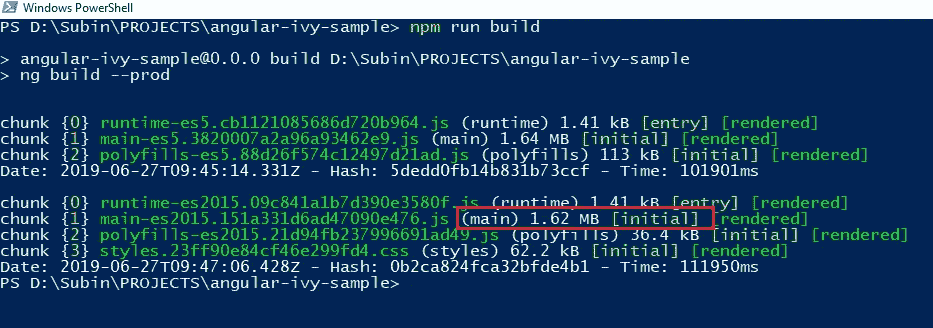 Windows PowerShell
PS D:\Subin\PROJECTS\angular-ivy-sample> npm run build
> angular-ivy-sample@0.0.0 build D:\Subin\PROJECTS\angular-ivy-sample
> ng build --prod
chunk {0} runtime-es5.cb1121085686d720b964.js (runtime) 1.41 kB [entry] [rendered]
chunk {1} main-es5.3820007a2a96a93462e9.js (main) 1.64 MB [initial] [rendered]
chunk {2} polyfills-es5.88d26f574c12497d21ad.js (polyfills) 113 kB [initial] [rendered]
Date: 2019-06-27T09:45:14.331Z - Hash: 5dedd0fb14b831b73ccf - Time: 101901ms
chunk {0} runtime-es2015.09c841a1b7d390e3580f.js (runtime) 1.41 kB [entry] [rendered]
chunk {1} main-es2015.151a331d6ad47090e476.js (main) 1.62 MB [initial] [rendered]
chunk {2} polyfills-es2015.21d94fb237996691ad49.js (polyfills) 36.4 kB [initial] [rendered]
chunk {3} styles.23ff90e84cf46e299fd4.css (styles) 62.2 kB [initial] [rendered]
Date: 2019-06-27T09:47:06.428Z - Hash: 0b2ca824fca32bfde4b1 - Time: 111950ms
PS D:\Subin\PROJECTS\angular-ivy-sample>